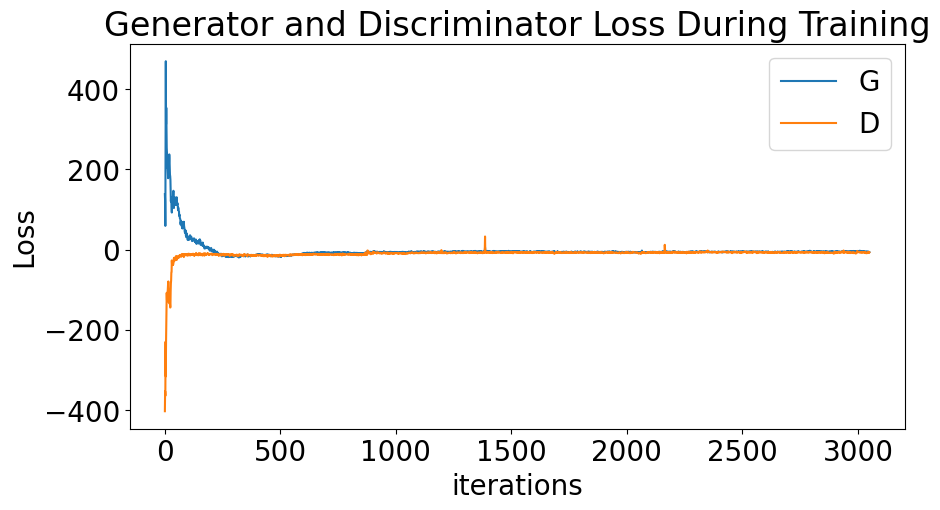 Generator and Discriminator Loss During Training
G
D
Loss
400
200
0
−200
−400
0 500 1000 1500 2000 2500 3000
iterations